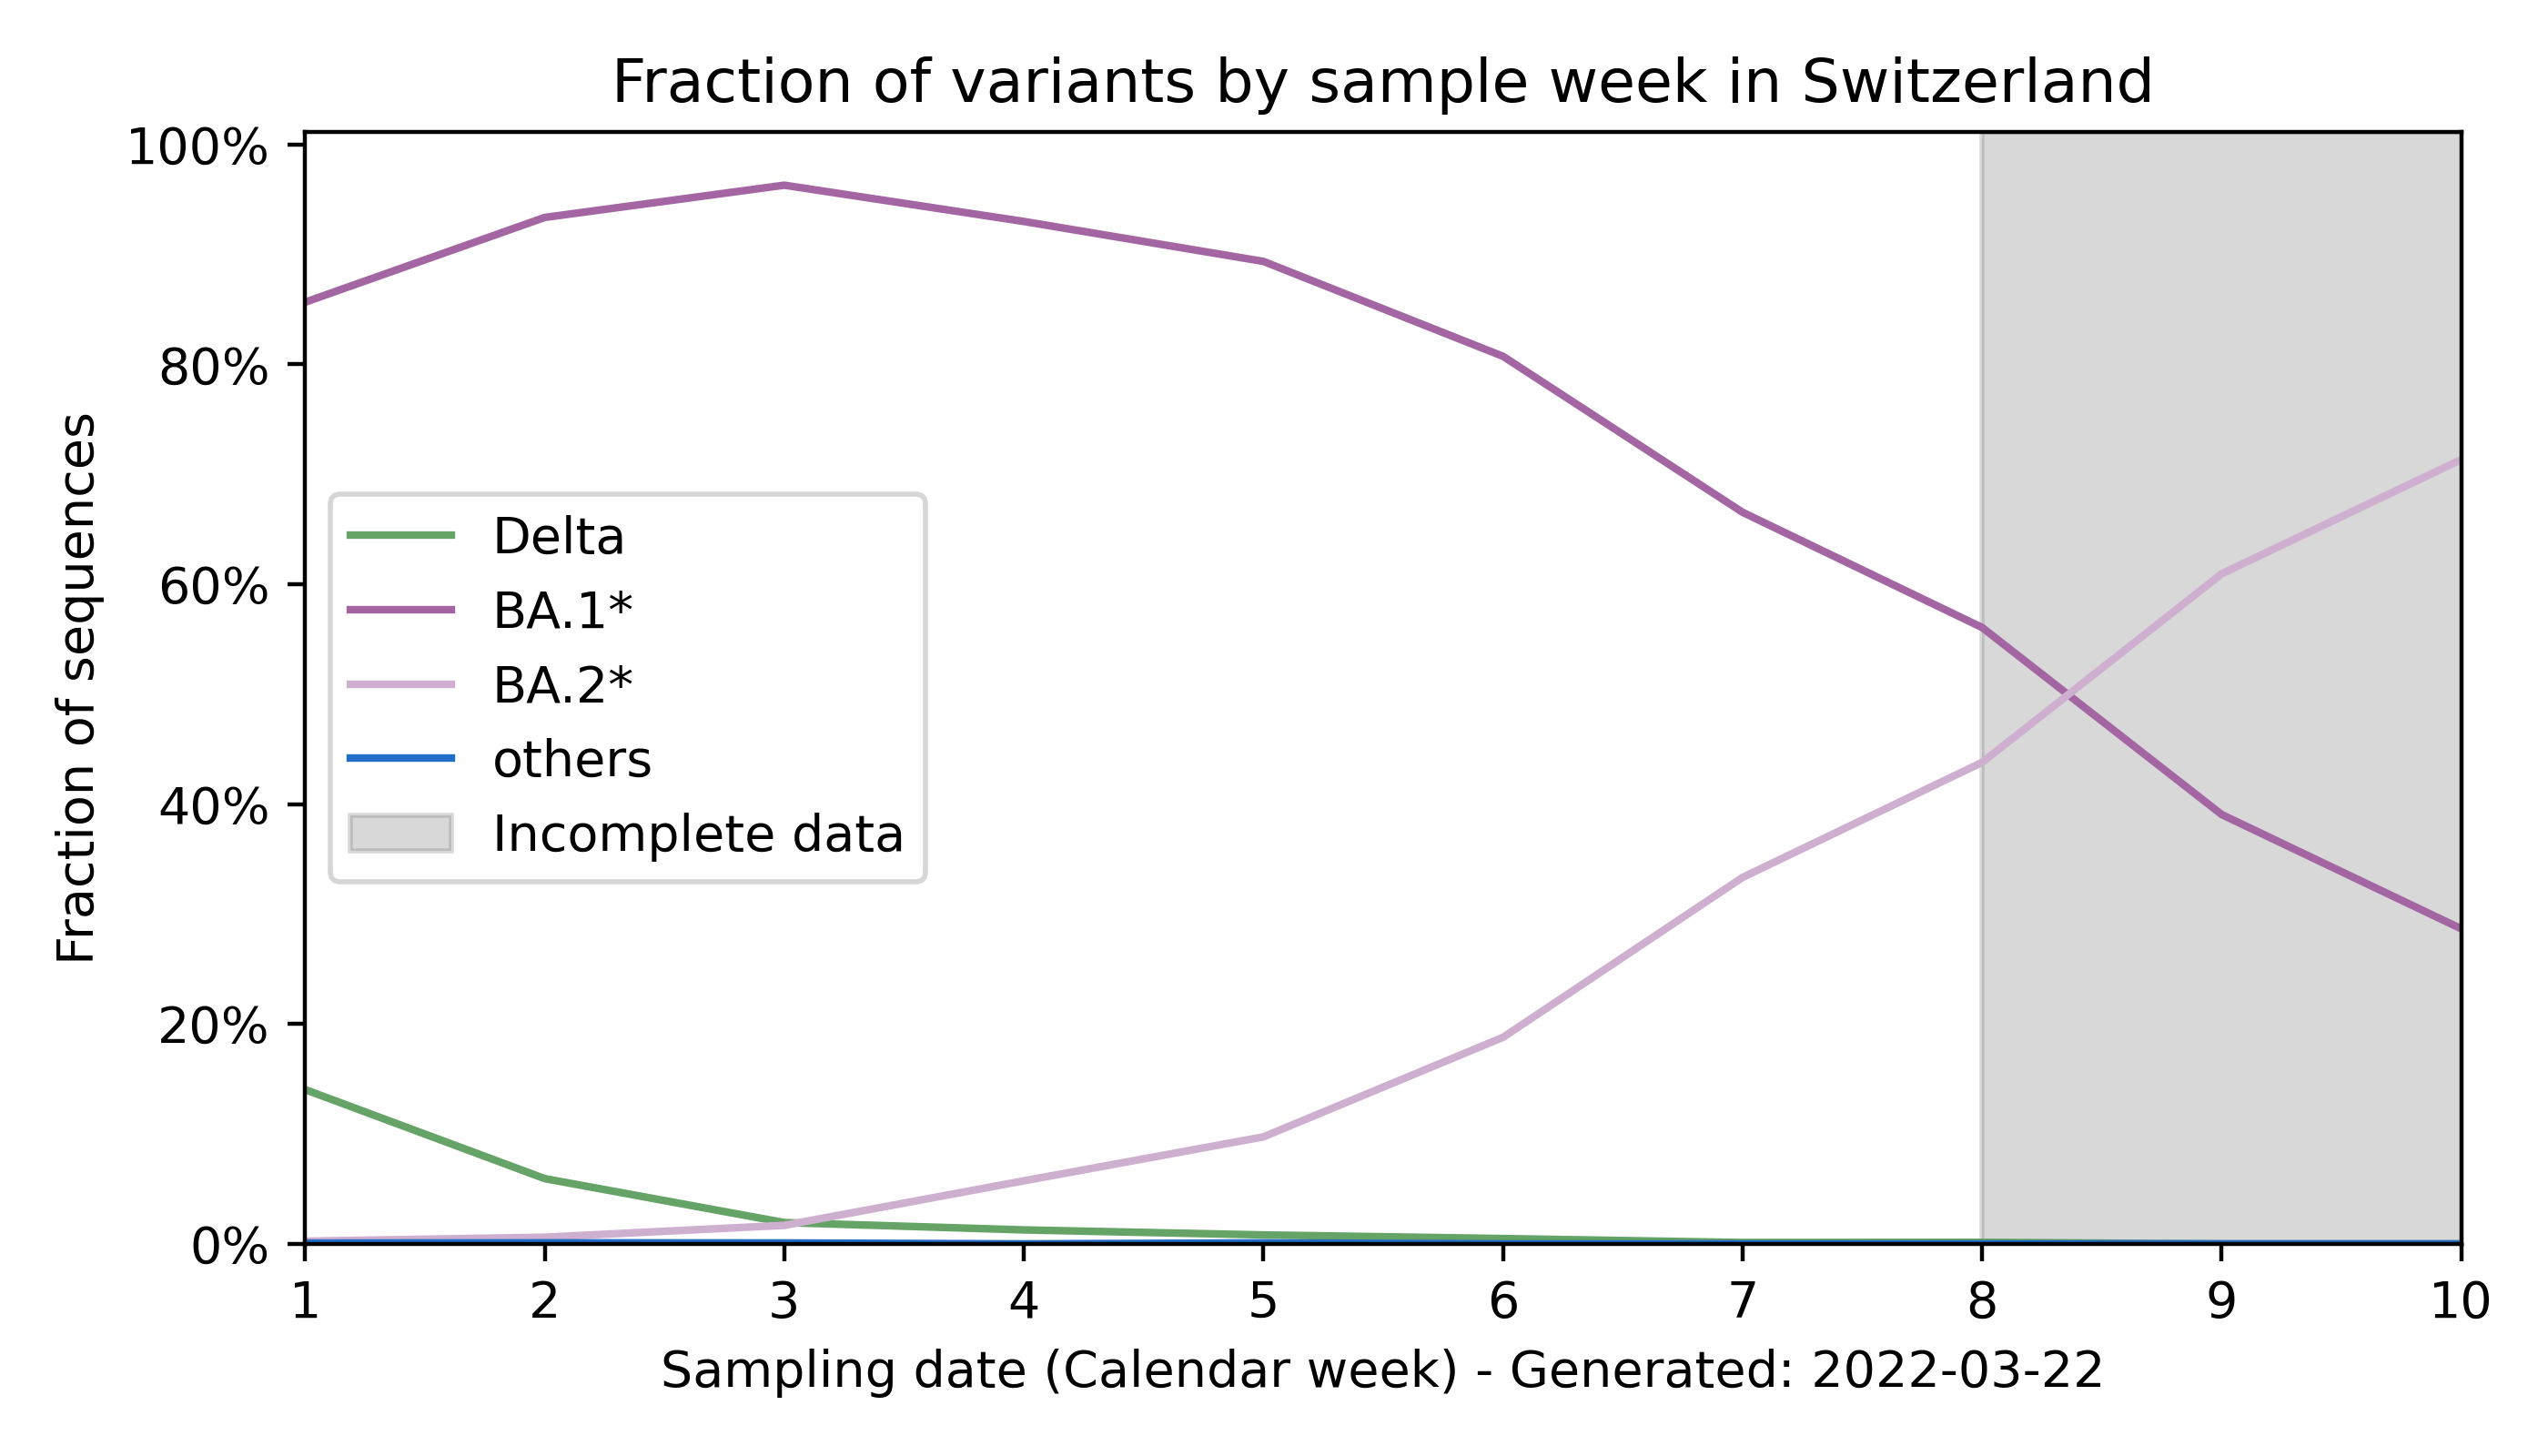 Fraction of variants by sample week in Switzerland
100%
80%
60%
40%
20%
0%
Fraction of sequences
Delta
BA.1*
BA.2*
others
Incomplete data
1 2 3 4 5 6 7 8 9 10
Sampling date (Calendar week) - Generated: 2022-03-22